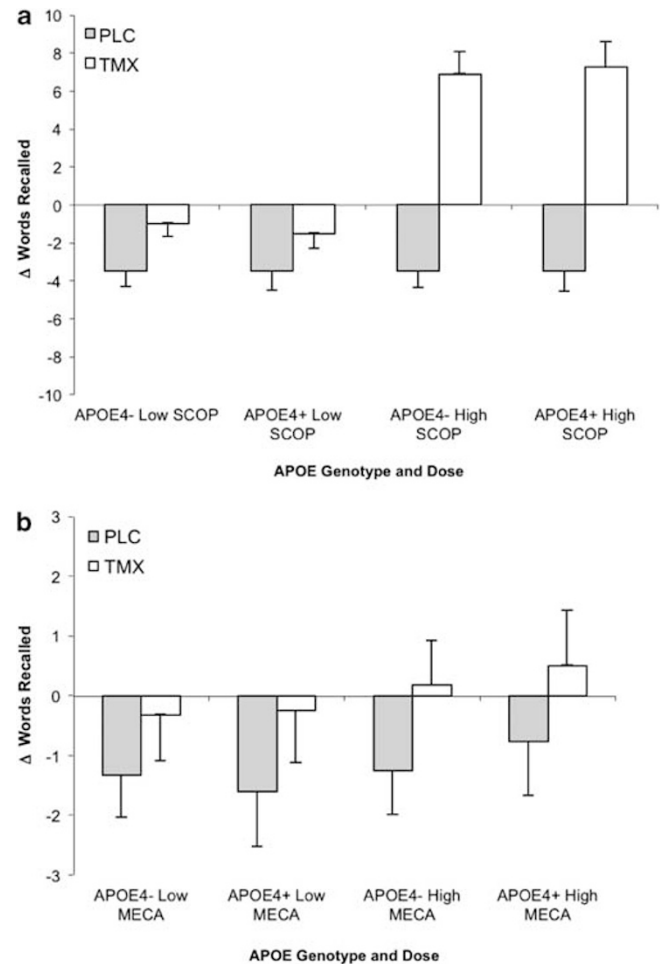 a
PLC
TMX
Δ Words Recalled
10
8
6
4
2
0
-2
-4
-6
-8
-10
APOE4- Low SCOP
APOE4+ Low
SCOP
APOE4- High
SCOP
APOE4+ High
SCOP
APOE Genotype and Dose
b
PLC
TMX
Δ Words Recalled
3
2
1
0
-1
-2
-3
APOE4- Low
MECA
APOE4+ Low
MECA
APOE4- High
MECA
APOE4+ High
MECA
APOE Genotype and Dose